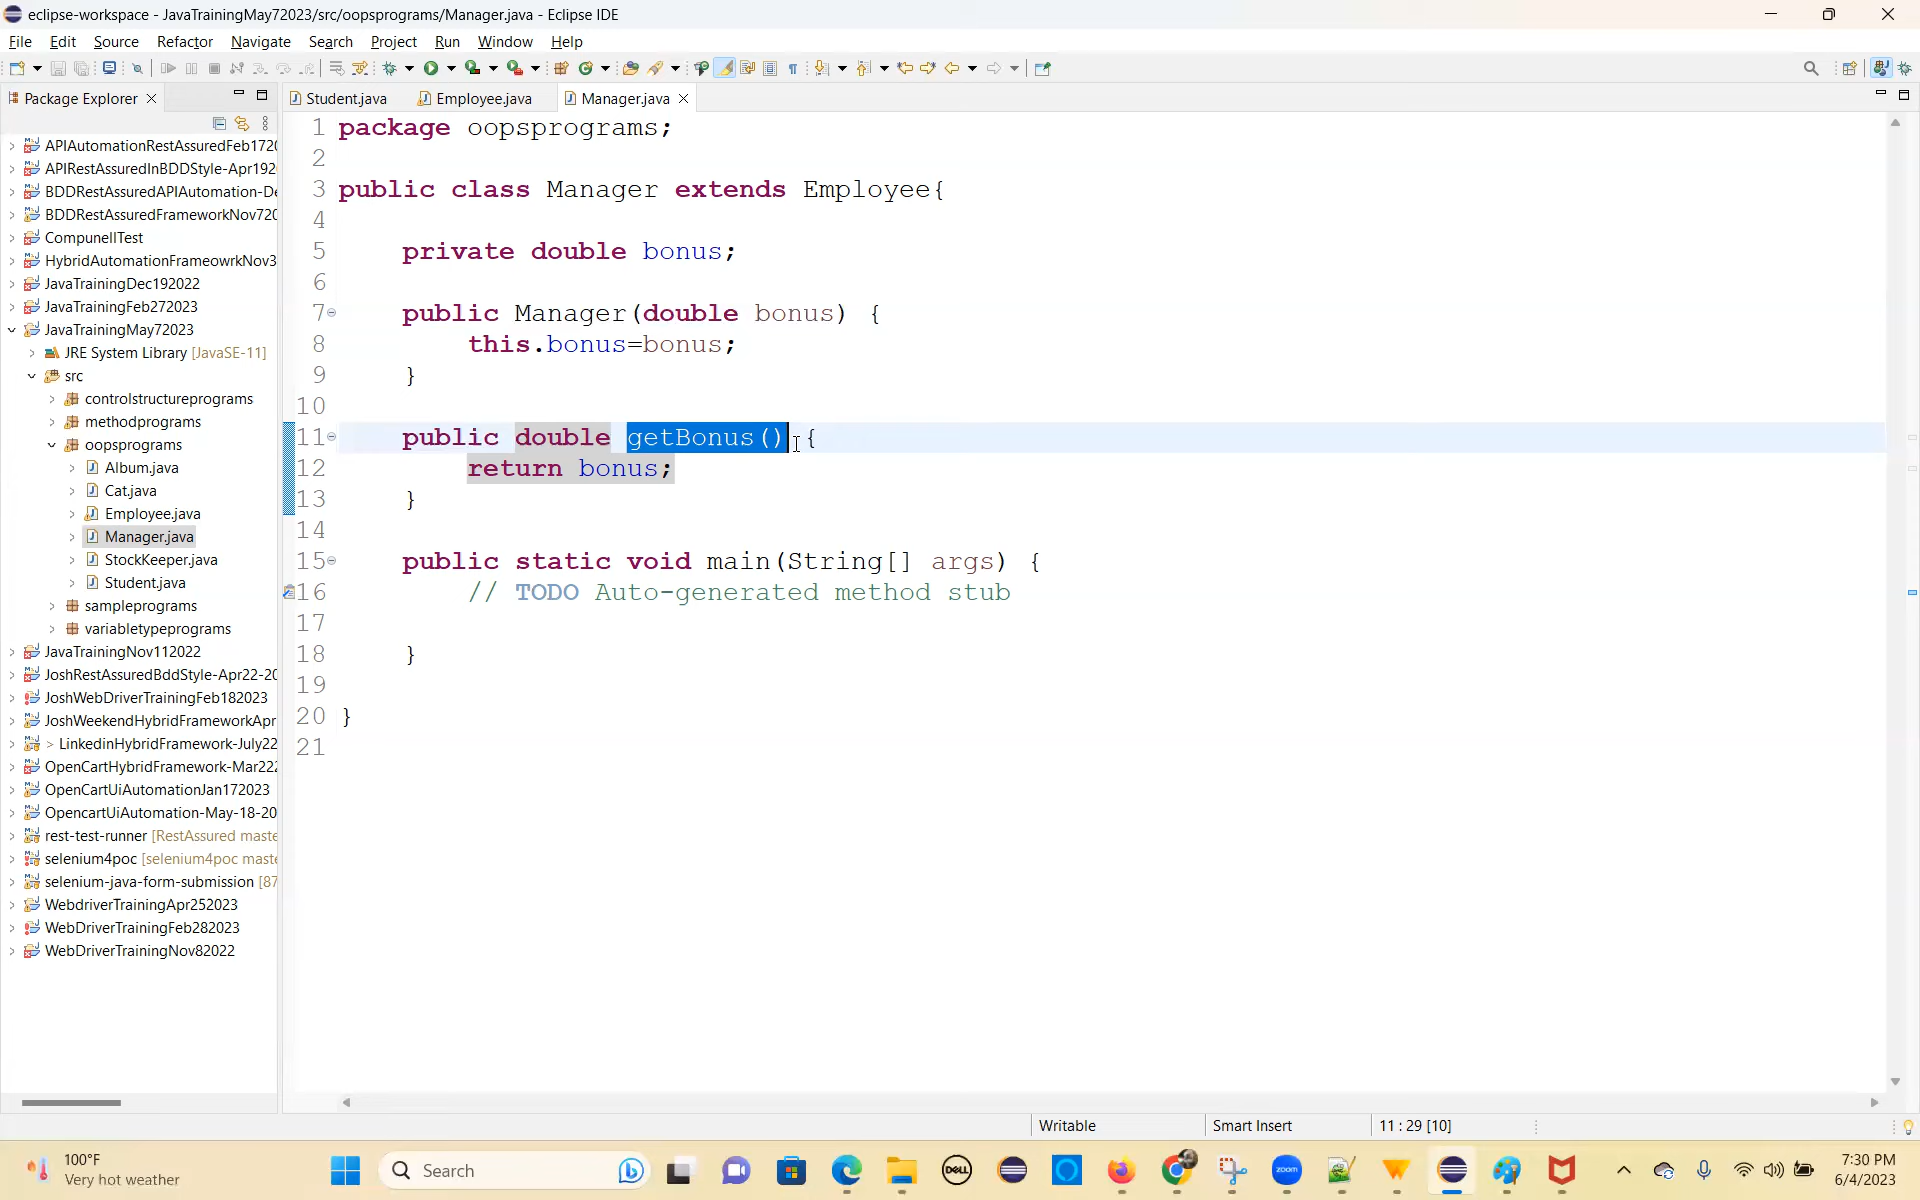 eclipse-workspace - JavaTrainingMay72023/src/oopsprograms/Manager.java - Eclipse IDE
File Edit Source Refactor Navigate Search Project Run Window Help
Package Explorer
Student.java Employee.java Manager.java
APIAutomationRestAssuredFeb172(
APIRestAssuredInBDDStyle-Apr192
BDDRestAssuredAPIAutomation-De
BDDRestAssuredFrameworkNov720
CompunellTest
HybridAutomationFrameowrkNov3
JavaTrainingDec192022
JavaTrainingFeb272023
JavaTrainingMay72023
JRE System Library [JavaSE-11]
src
controlstructureprograms
methodprograms
oopsprograms
Album.java
Cat.java
Employee.java
Manager.java
StockKeeper.java
Student.java
sampleprograms
variabletypeprograms
JavaTrainingNov112022
JoshRestAssuredBddStyle-Apr22-20
JoshWebDriverTrainingFeb182023
JoshWeekendHybridFrameworkApr
> LinkedinHybridFramework-July22
OpenCartHybridFramework-Mar222
OpenCartUiAutomationJan172023
OpencartUiAutomation-May-18-20
rest-test-runner [RestAssured maste
selenium4poc [selenium4poc maste
selenium-java-form-submission [87
WebdriverTrainingApr252023
WebDriverTrainingFeb282023
WebDriverTrainingNov82022
1 package oopsprograms;
2
3 public class Manager extends Employee{
4
5 private double bonus;
6
7 public Manager(double bonus) {
8 this.bonus=bonus;
9 }
10
11 public double getBonus() {
12 return bonus;
13 }
14
15 public static void main(String[] args) {
16 // TODO Auto-generated method stub
17
18 }
19
20 }
21
Writable Smart Insert 11 : 29 [10]
100°F
Very hot weather
Search
DELL
zoom
7:30 PM
6/4/2023